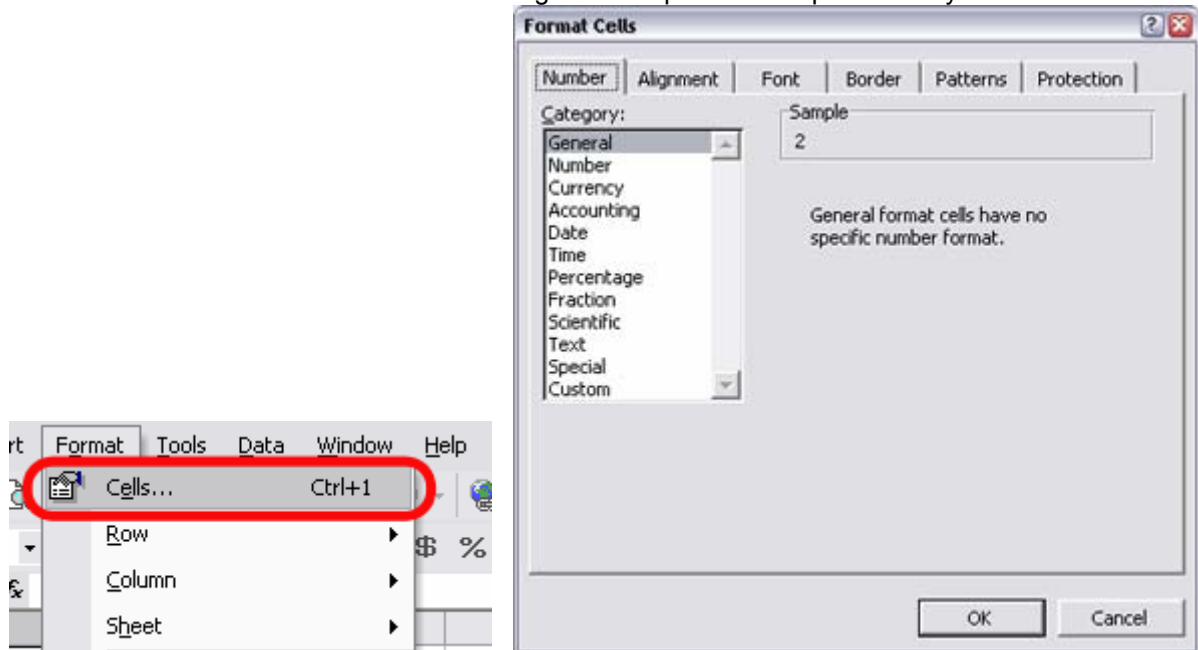 Format Cells
Number Alignment Font Border Patterns Protection
Category:
General
Number
Currency
Accounting
Date
Time
Percentage
Fraction
Scientific
Text
Special
Custom
Sample
2
General format cells have no
specific number format.
OK Cancel
rt Format Tools Data Window Help
Cells... Ctrl+1
Row
$ %
Column
Sheet